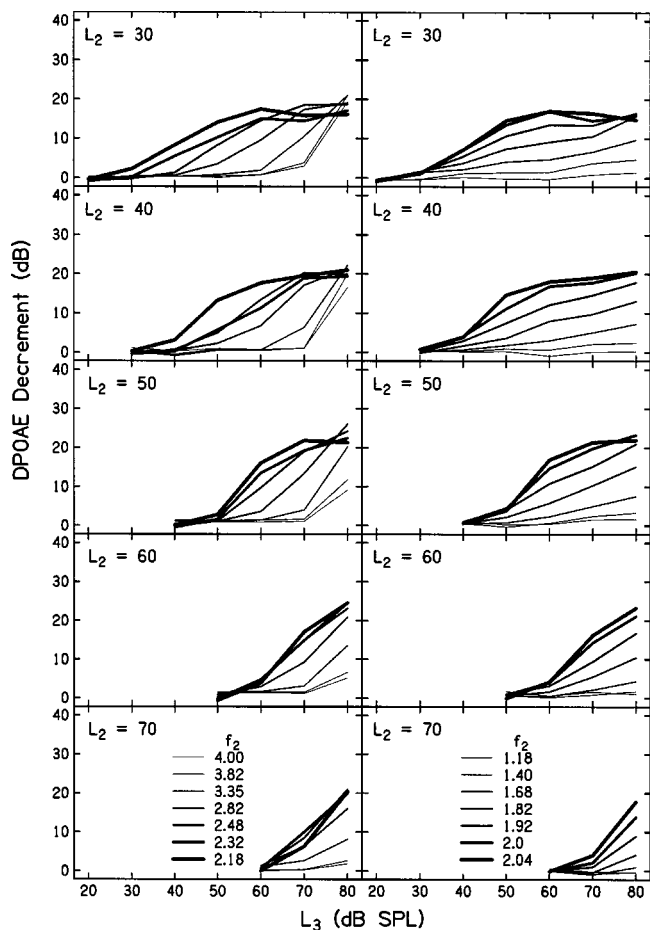 L2 = 30
L2 = 30
40
30
20
10
0
L2 = 40
L2 = 40
40
30
20
10
0
L2 = 50
L2 = 50
40
30
20
10
0
L2 = 60
L2 = 60
40
30
20
10
0
L2 = 70
L2 = 70
40
30
20
10
0
DPOAE Decrement (dB)
f2
4.00
3.82
3.35
2.82
2.48
2.32
2.18
f2
1.18
1.40
1.68
1.82
1.92
2.0
2.04
20 30 40 50 60 70 80 20 30 40 50 60 70 80
L3 (dB SPL)